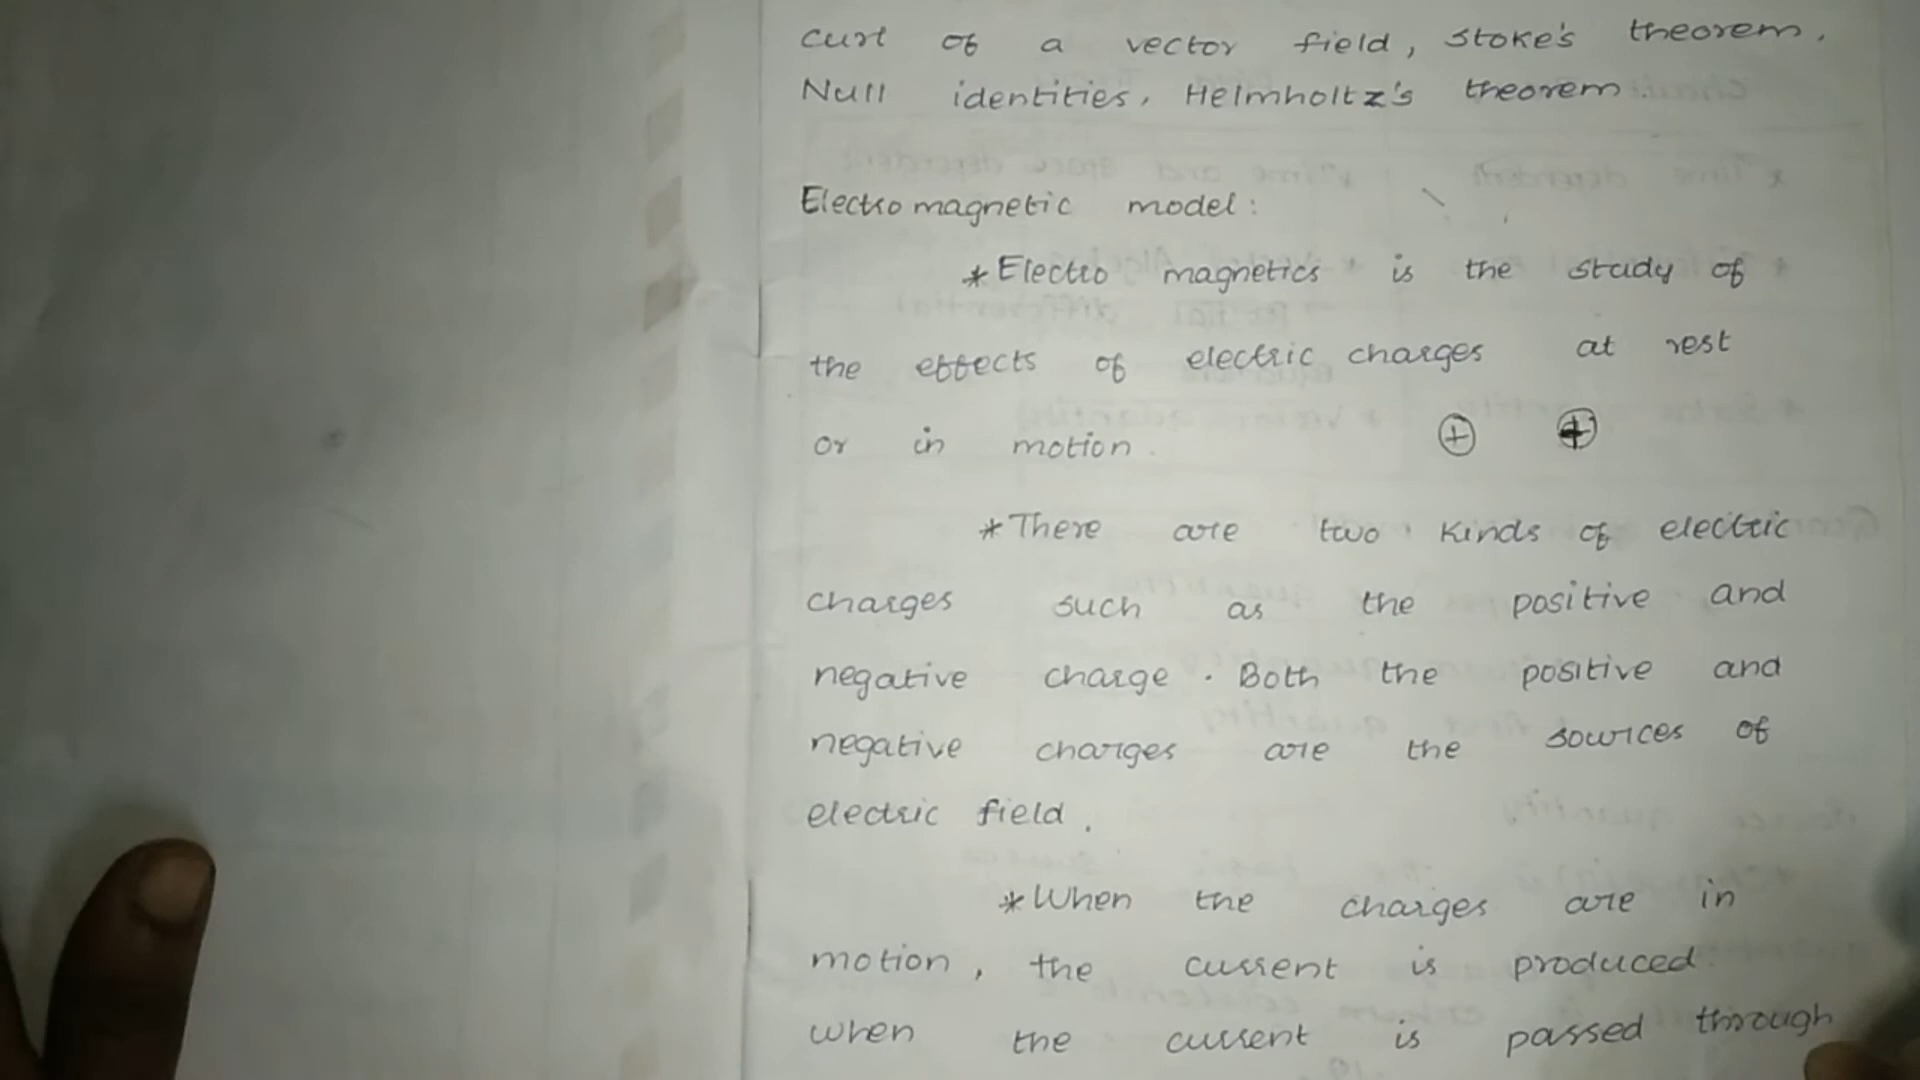 curl of a vector field, Stoke's theorem,
Null identities, Helmholtz's theorem.
Electro magnetic model:
* Electro magnetics is the study of
the effects of electric charges at rest
or in motion.
* There are two kinds of electric
charges such as the positive and
negative charge. Both the positive and
negative charges are the sources of
electric field.
* When the charges are in
motion, the current is produced.
when the current is passed through